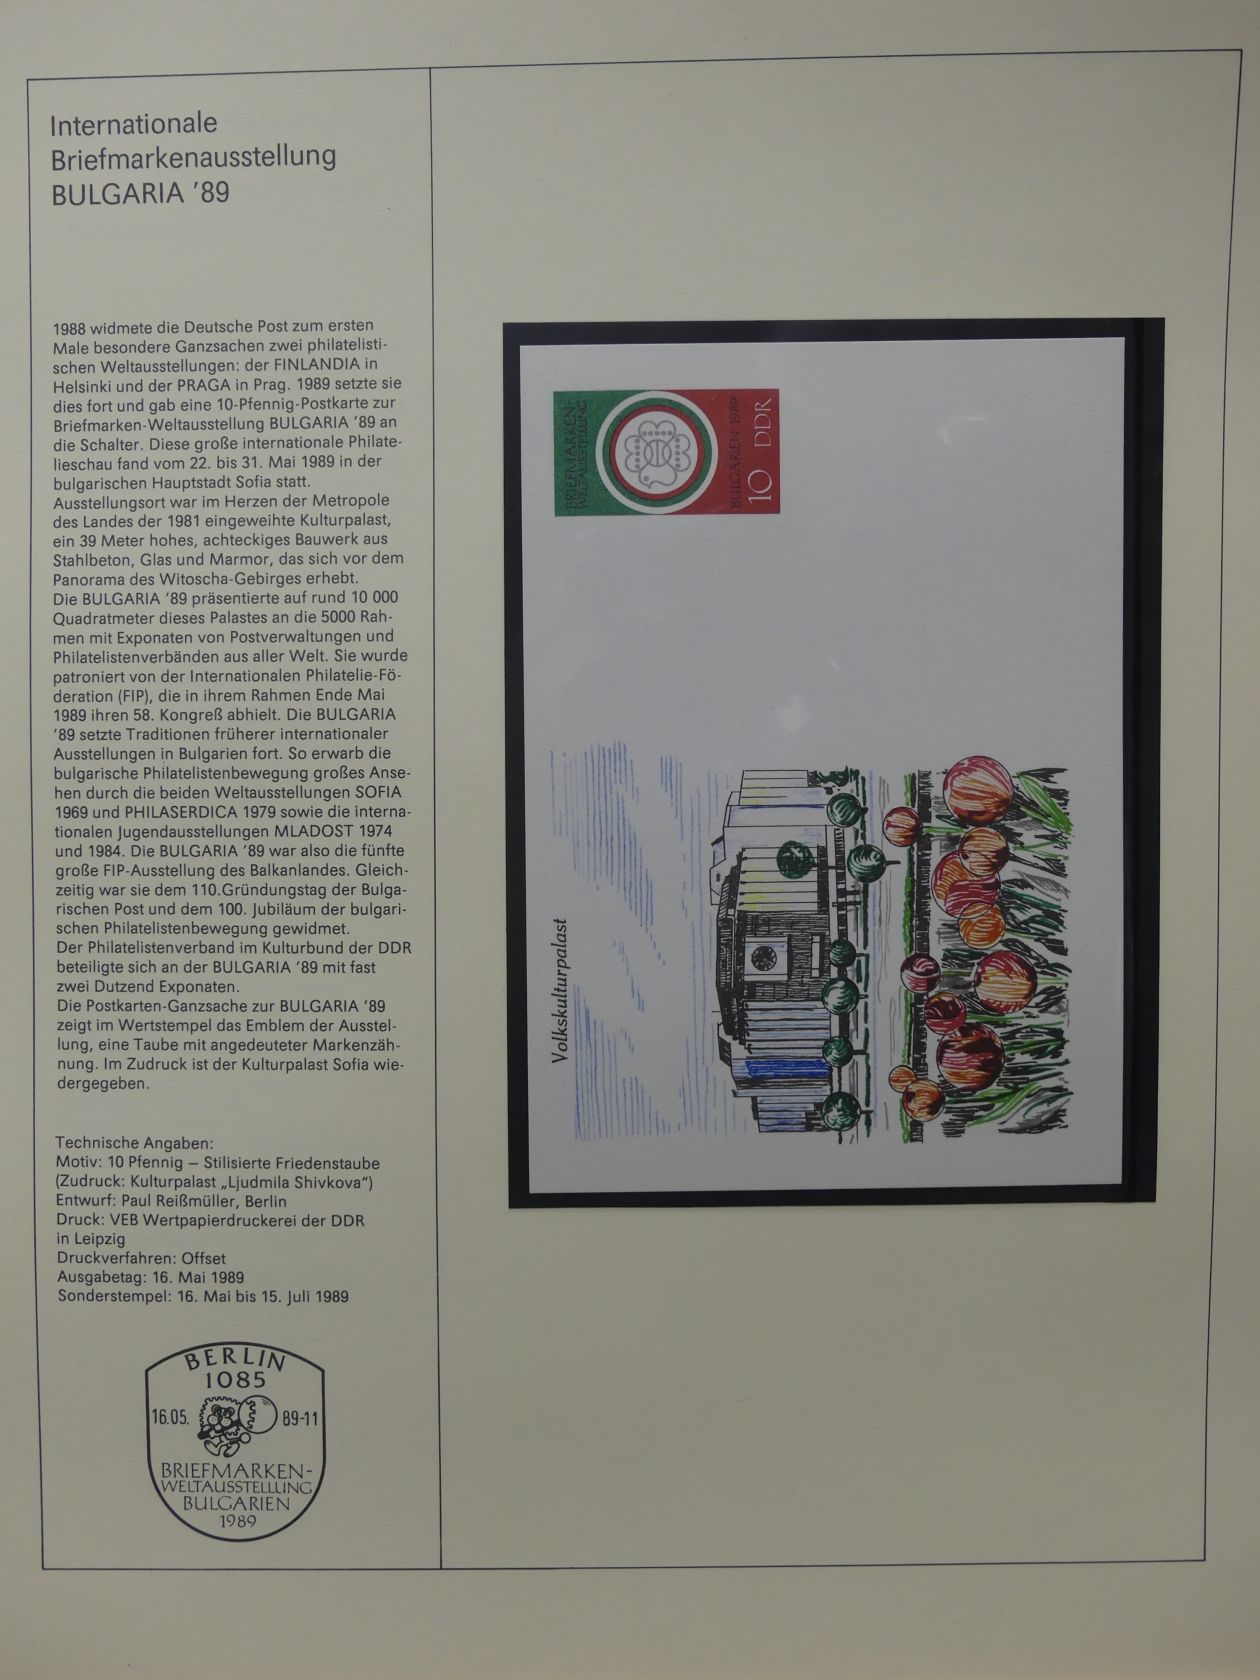 Internationale
Briefmarkenausstellung
BULGARIA '89
1988 widmete die Deutsche Post zum ersten
Male besondere Ganzsachen zwei philatelisti-
schen Weltausstellungen: der FINLANDIA in
Helsinki und der PRAGA in Prag. 1989 setzte sie
dies fort und gab eine 10-Pfennig-Postkarte zur
Briefmarken-Weltausstellung BULGARIA '89 an
die Schalter. Diese große internationale Philate-
lieschau fand vom 22. bis 31. Mai 1989 in der
bulgarischen Hauptstadt Sofia statt.
Ausstellungsort war im Herzen der Metropole
des Landes der 1981 eingeweihte Kulturpalast,
ein 39 Meter hohes, achteckiges Bauwerk aus
Stahlbeton, Glas und Marmor, das sich vor dem
Panorama des Witoscha-Gebirges erhebt.
Die BULGARIA '89 präsentierte auf rund 10 000
Quadratmeter dieses Palastes an die 5000 Rah-
men mit Exponaten von Postverwaltungen und
Philatelistenverbänden aus aller Welt. Sie wurde
patroniert von der Internationalen Philatelie-Fö-
deration (FIP), die in ihrem Rahmen Ende Mai
1989 ihren 58. Kongreß abhielt. Die BULGARIA
'89 setzte Traditionen früherer internationaler
Ausstellungen in Bulgarien fort. So erwarb die
bulgarische Philatelistenbewegung großes Anse-
hen durch die beiden Weltausstellungen SOFIA
1969 und PHILASERDICA 1979 sowie die interna-
tionalen Jugendausstellungen MLADOST 1974
und 1984. Die BULGARIA '89 war also die fünfte
große FIP-Ausstellung des Balkanlandes. Gleich-
zeitig war sie dem 110.Gründungstag der Bulga-
rischen Post und dem 100. Jubiläum der bulgari-
schen Philatelistenbewegung gewidmet.
Der Philatelistenverband im Kulturbund der DDR
beteiligte sich an der BULGARIA '89 mit fast
zwei Dutzend Exponaten.
Die Postkarten-Ganzsache zur BULGARIA '89
zeigt im Wertstempel das Emblem der Ausstel-
lung, eine Taube mit angedeuteter Markenzäh-
nung. Im Zudruck ist der Kulturpalast Sofia wie-
dergegeben.
Technische Angaben:
Motiv: 10 Pfennig – Stilisierte Friedenstaube
(Zudruck: Kulturpalast „Ljudmila Shivkova")
Entwurf: Paul Reißmüller, Berlin
Druck: VEB Wertpapierdruckerei der DDR
in Leipzig
Druckverfahren: Offset
Ausgabetag: 16. Mai 1989
Sonderstempel: 16. Mai bis 15. Juli 1989
BERLIN
1085
16.05. 89-11
BRIEFMARKEN-
WELTAUSSTELLUNG
BULGARIEN
1989
BRIEFMARKEN-
WELTAUSSTELLUNG
BULGARIEN 1989
10 DDR
Volkskulturpalast